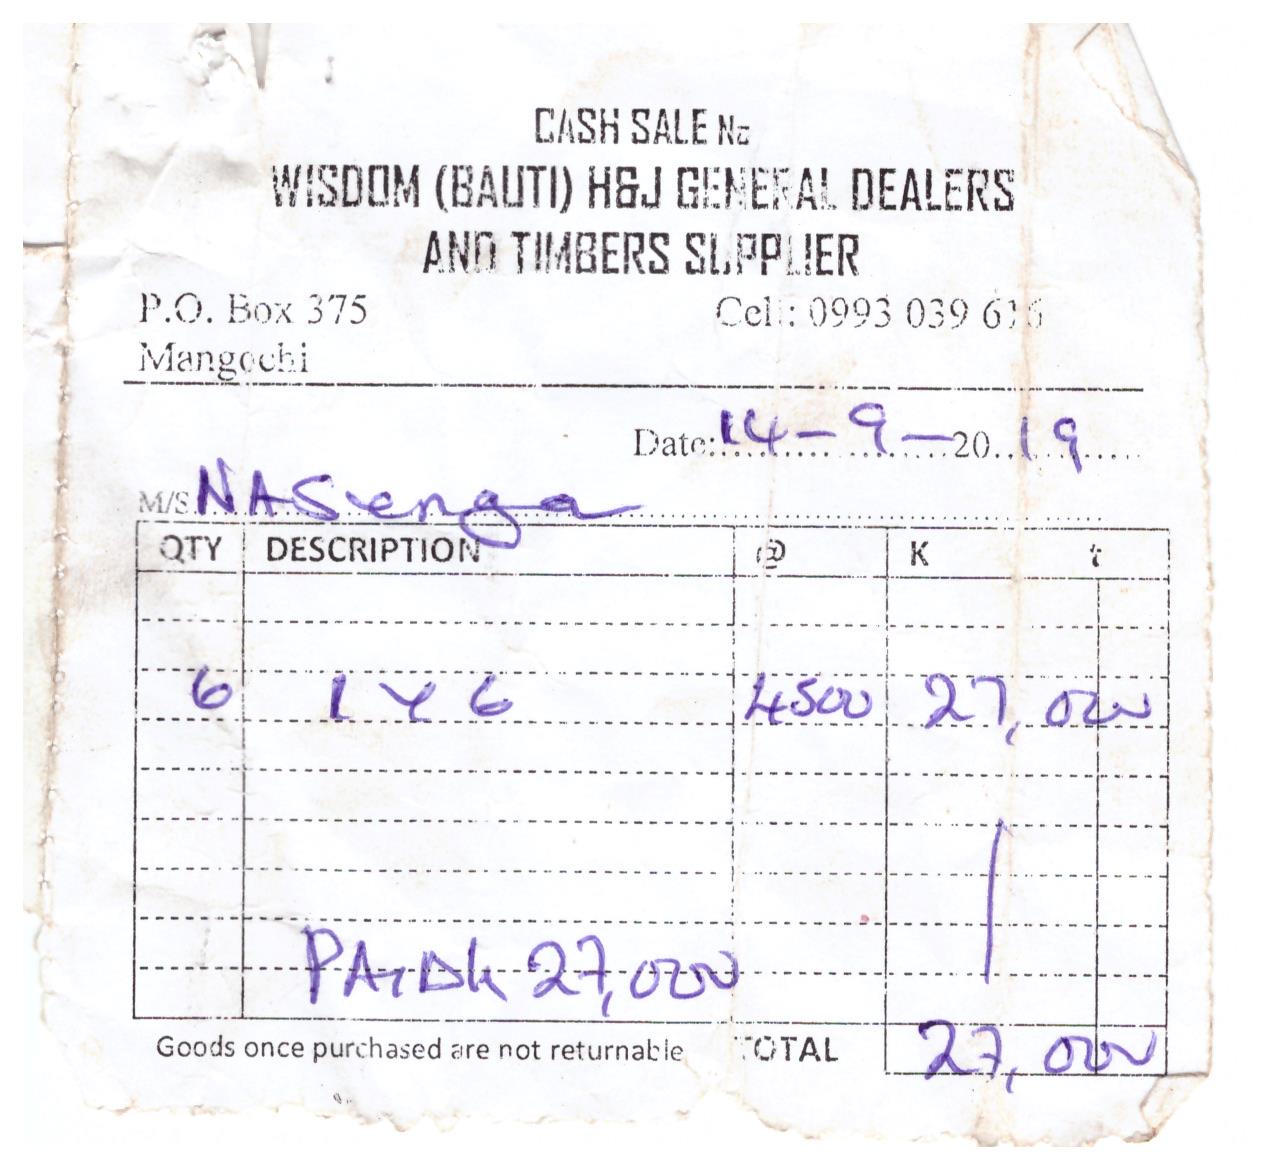 CASH SALE No
WISDOM (BAUTI) H&J GENERAL DEALERS
AND TIMBERS SUPPLIER
P.O. Box 375 Cell: 0993 039 616
Mangochi
Date: 14-9-2019
M/S NASenga
QTY DESCRIPTION @ K t
6 1 x 6 4500 27,000
PAID K 27,000
Goods once purchased are not returnable TOTAL 27,000